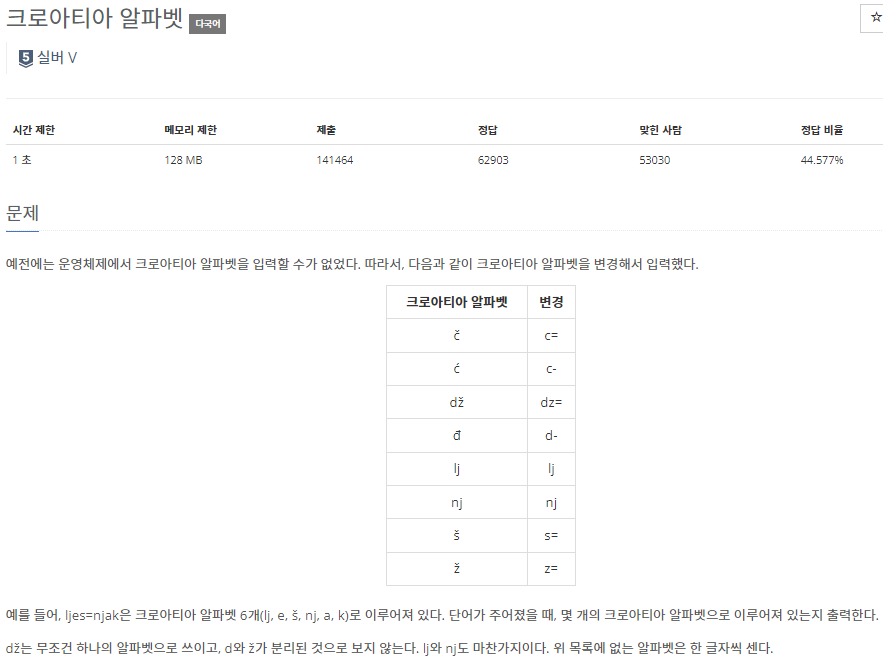 크로아티아 알파벳 다국어
5 실버 V
시간 제한 메모리 제한 제출 정답 맞힌 사람 정답 비율
1 초 128 MB 141464 62903 53030 44.577%
문제
예전에는 운영체제에서 크로아티아 알파벳을 입력할 수가 없었다. 따라서, 다음과 같이 크로아티아 알파벳을 변경해서 입력했다.
크로아티아 알파벳 변경
č c=
ć c-
dž dz=
đ d-
lj lj
nj nj
š s=
ž z=
예를 들어, ljes=njak은 크로아티아 알파벳 6개(lj, e, š, nj, a, k)로 이루어져 있다. 단어가 주어졌을 때, 몇 개의 크로아티아 알파벳으로 이루어져 있는지 출력한다.
dž는 무조건 하나의 알파벳으로 쓰이고, d와 ž가 분리된 것으로 보지 않는다. lj와 nj도 마찬가지이다. 위 목록에 없는 알파벳은 한 글자씩 센다.